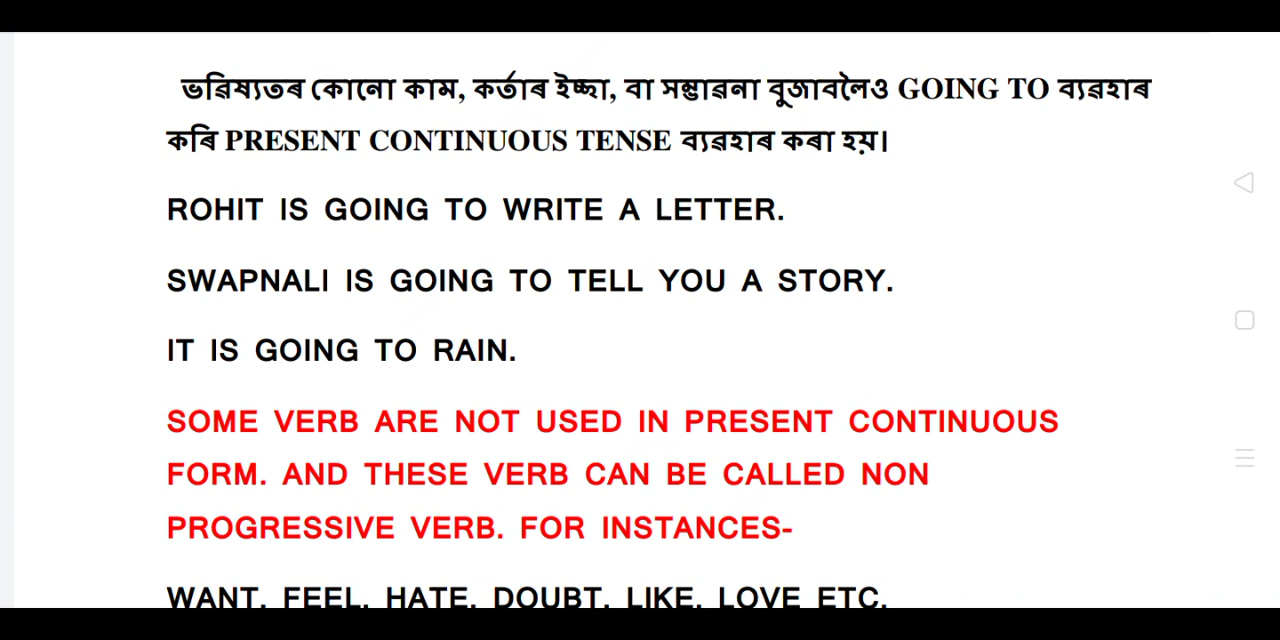 ভৱিষ্যতৰ কোনো কাম, কৰ্তাৰ ইচ্ছা, বা সম্ভাৱনা বুজাবলৈও GOING TO ব্যৱহাৰ
কৰি PRESENT CONTINUOUS TENSE ব্যৱহাৰ কৰা হয়।
ROHIT IS GOING TO WRITE A LETTER.
SWAPNALI IS GOING TO TELL YOU A STORY.
IT IS GOING TO RAIN.
SOME VERB ARE NOT USED IN PRESENT CONTINUOUS
FORM. AND THESE VERB CAN BE CALLED NON
PROGRESSIVE VERB. FOR INSTANCES-
WANT, FEEL, HATE, DOUBT, LIKE, LOVE ETC.